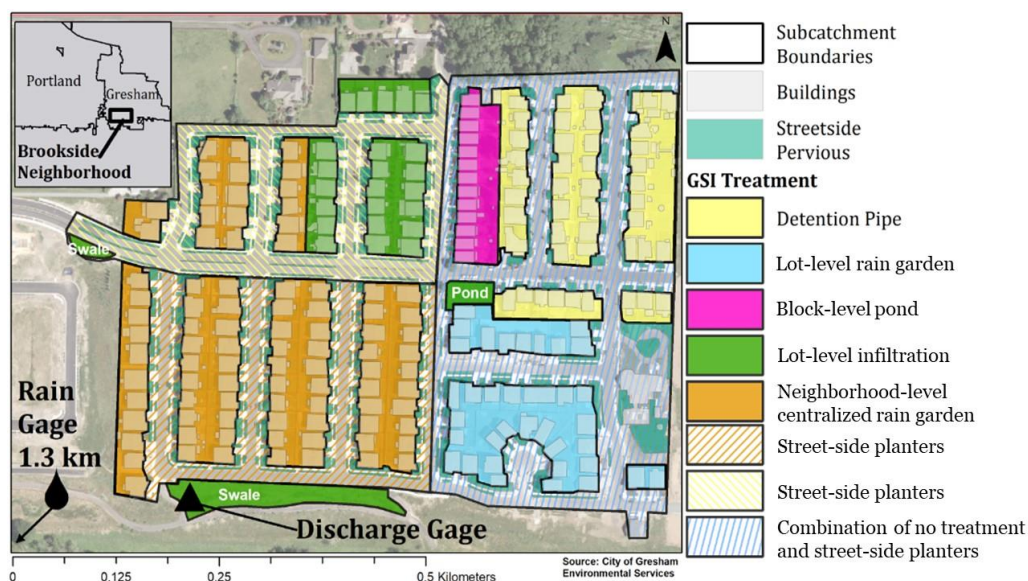 Portland
Gresham
Brookside
Neighborhood
N
Swale
Pond
Rain
Gage
1.3 km
Swale
Discharge Gage
0
0.125
0.25
0.5 Kilometers
Source: City of Gresham
Environmental Services
Subcatchment
Boundaries
Buildings
Streetside
Pervious
GSI Treatment
Detention Pipe
Lot-level rain garden
Block-level pond
Lot-level infiltration
Neighborhood-level
centralized rain garden
Street-side planters
Street-side planters
Combination of no treatment
and street-side planters